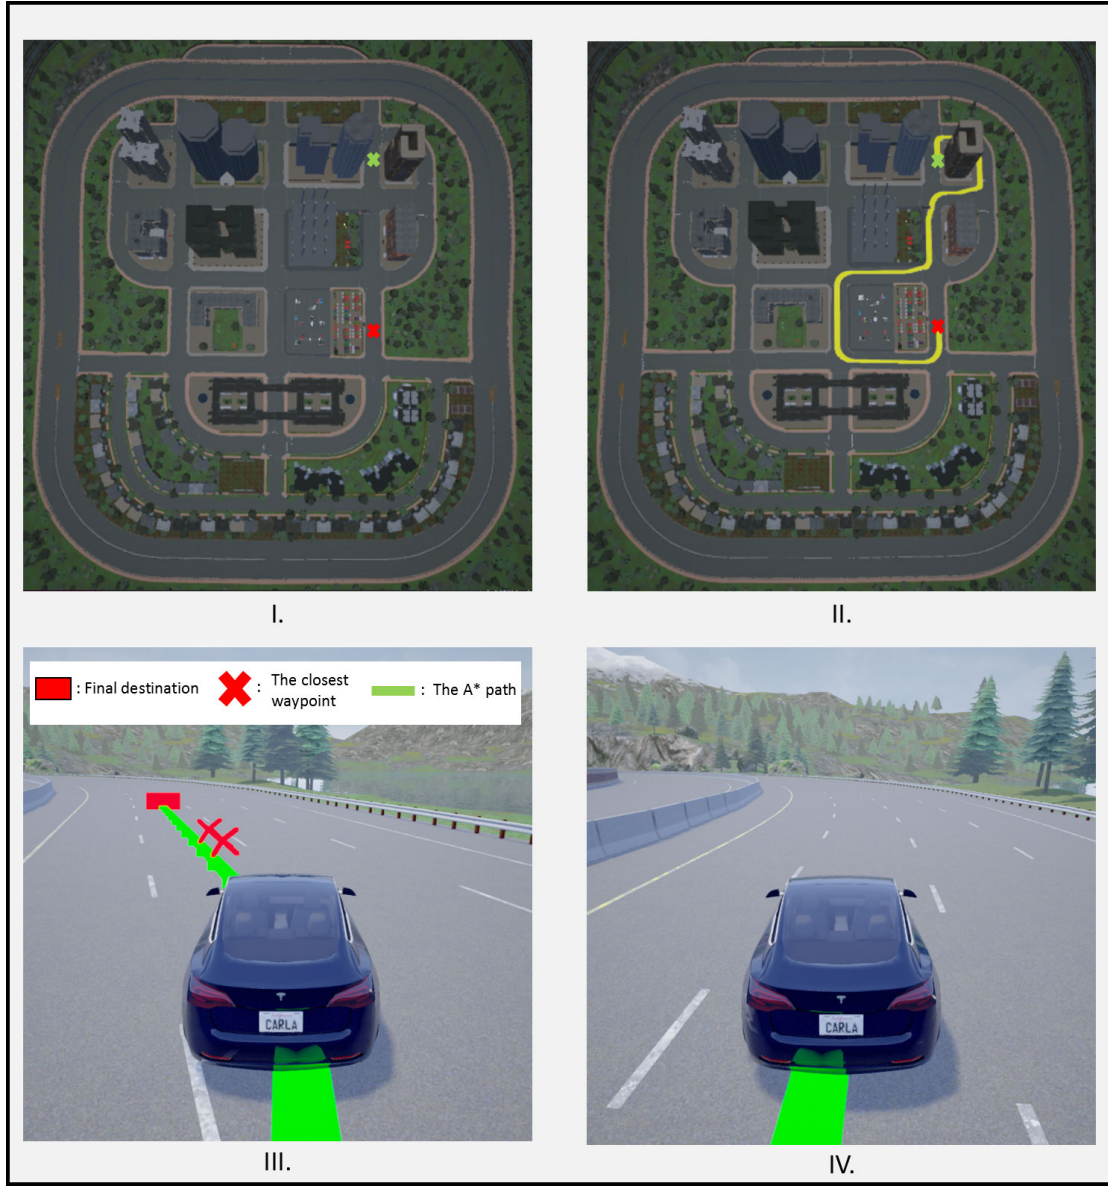 I.
II.
: Final destination
: The closest
waypoint
: The A* path
CARLA
CARLA
III.
IV.